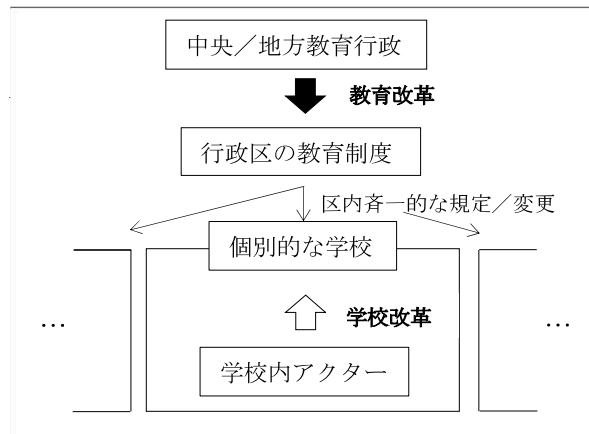 中央／地方教育行政
教育改革
行政区の教育制度
区内斉一的な規定／変更
個別的な学校
… …
学校改革
学校内アクター